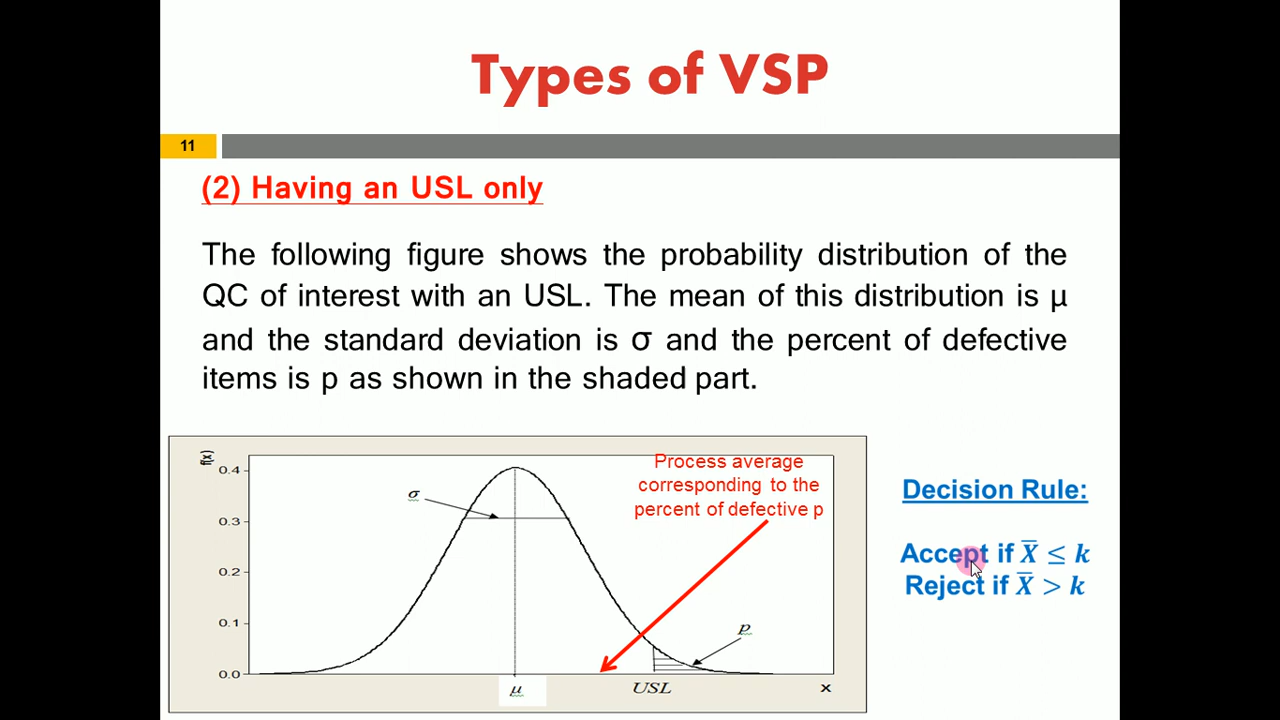 Types of VSP
11
(2) Having an USL only
The following figure shows the probability distribution of the
QC of interest with an USL. The mean of this distribution is μ
and the standard deviation is σ and the percent of defective
items is p as shown in the shaded part.
f(x)
0.4
0.3
0.2
0.1
0.0
σ
Process average
corresponding to the
percent of defective p
p
μ
USL
x
Decision Rule:
Accept if X̅ ≤ k
Reject if X̅ > k